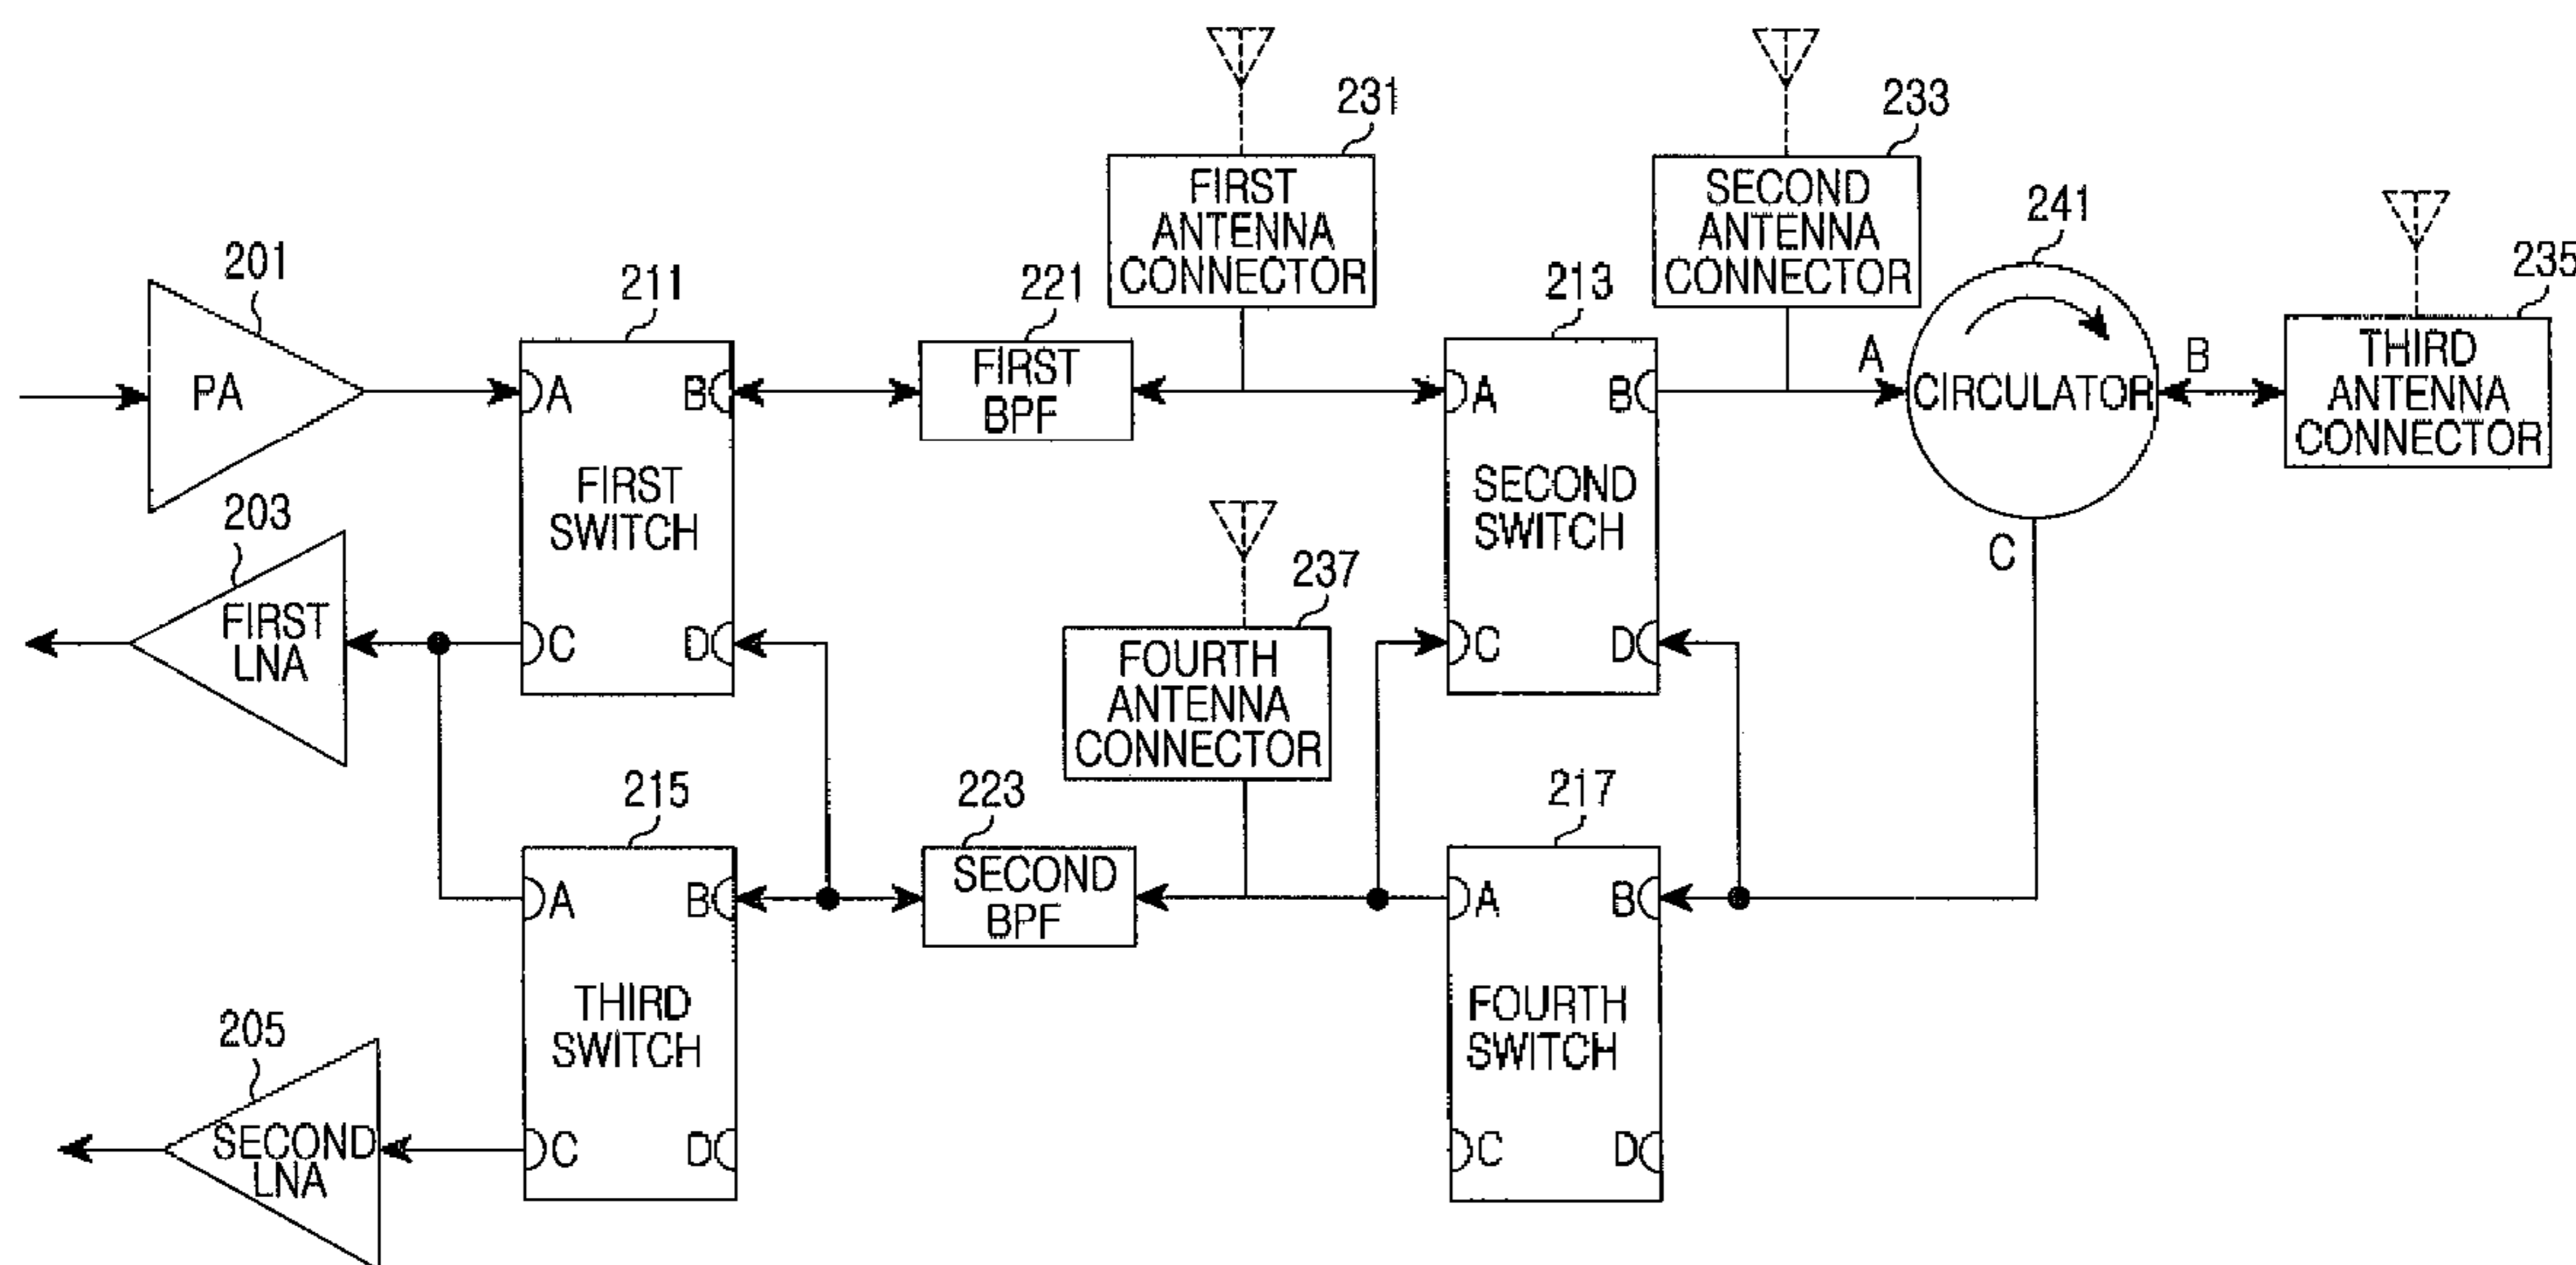 231
233
FIRST
ANTENNA
CONNECTOR
SECOND
ANTENNA
CONNECTOR
241
201
211
221
213
235
PA
A
B
FIRST
BPF
A
B
A
CIRCULATOR
B
THIRD
ANTENNA
CONNECTOR
FIRST
SWITCH
SECOND
SWITCH
203
237
C
FIRST
LNA
C
D
FOURTH
ANTENNA
CONNECTOR
C
D
215
223
217
A
B
SECOND
BPF
A
B
THIRD
SWITCH
FOURTH
SWITCH
205
SECOND
LNA
C
D
C
D